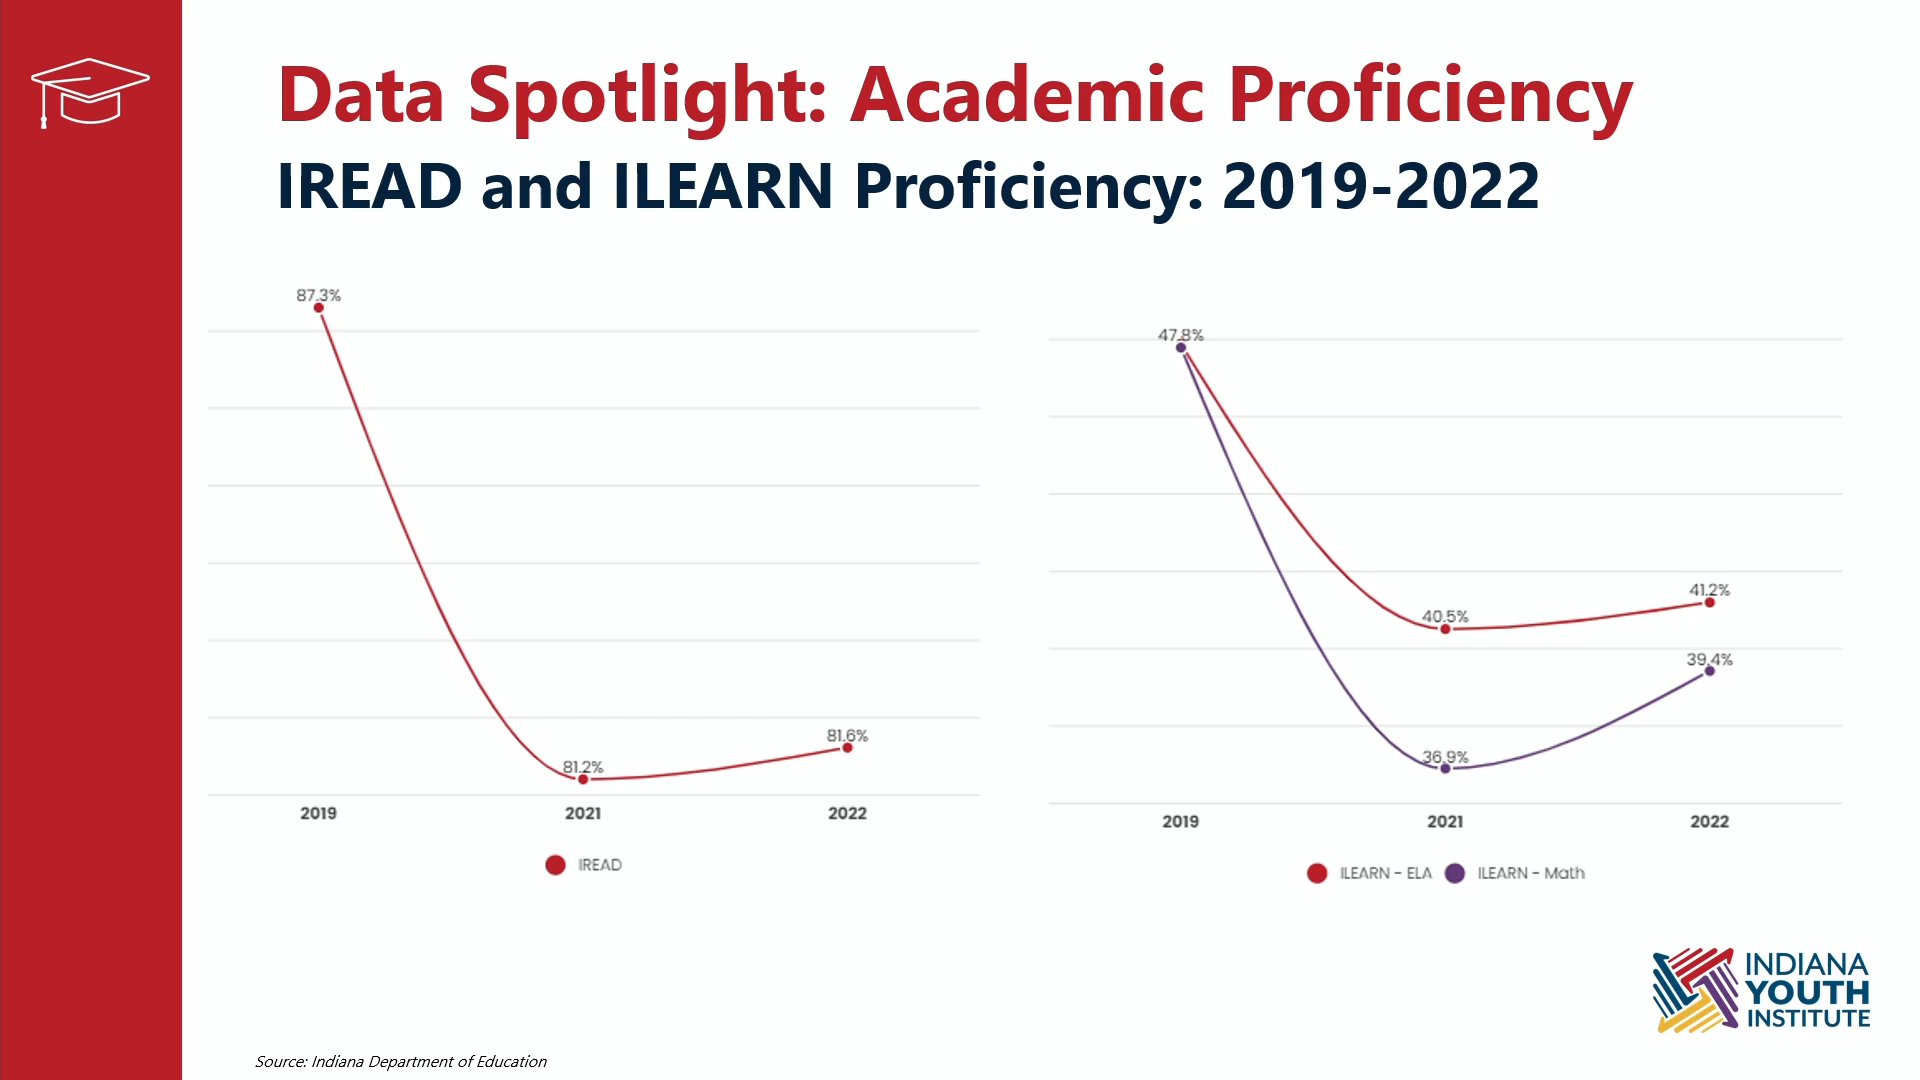 Data Spotlight: Academic Proficiency
IREAD and ILEARN Proficiency: 2019-2022
87.3%
81.2%
81.6%
2019 2021 2022
IREAD
47.8%
40.5%
41.2%
36.9%
39.4%
2019 2021 2022
ILEARN - ELA ILEARN - Math
INDIANA
YOUTH
INSTITUTE
Source: Indiana Department of Education